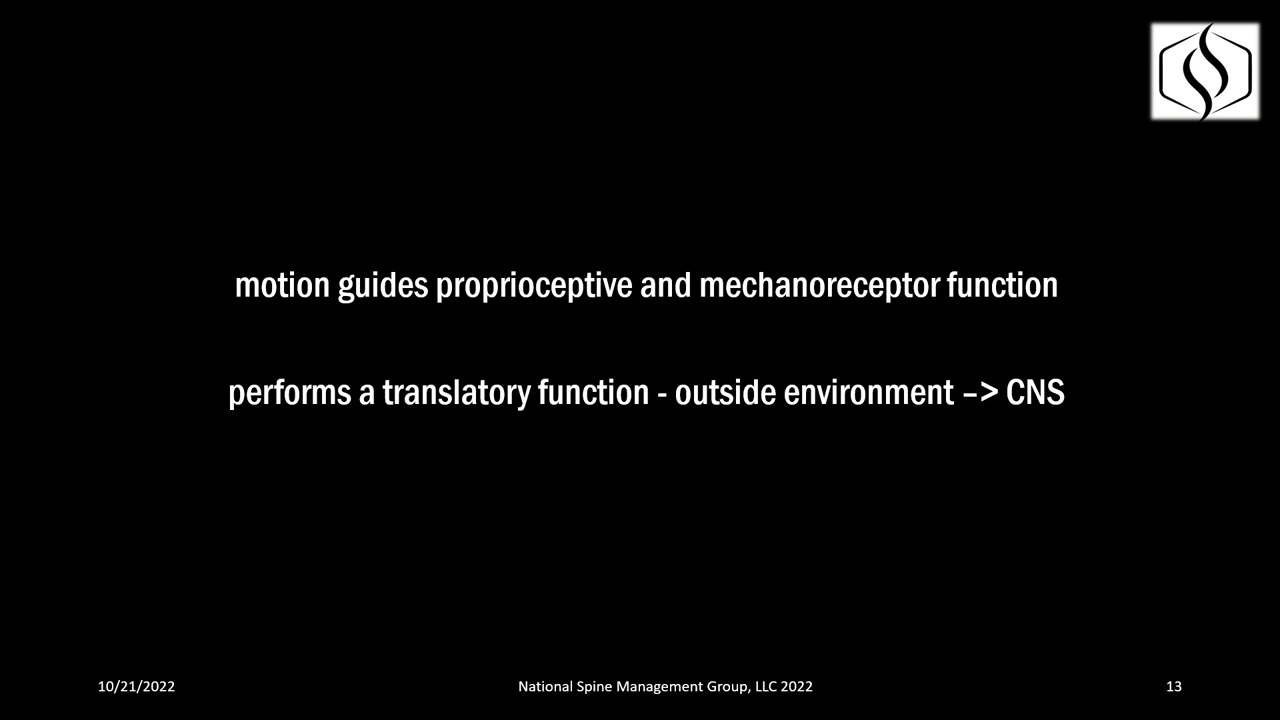 motion guides proprioceptive and mechanoreceptor function
performs a translatory function - outside environment –> CNS
10/21/2022
National Spine Management Group, LLC 2022
13